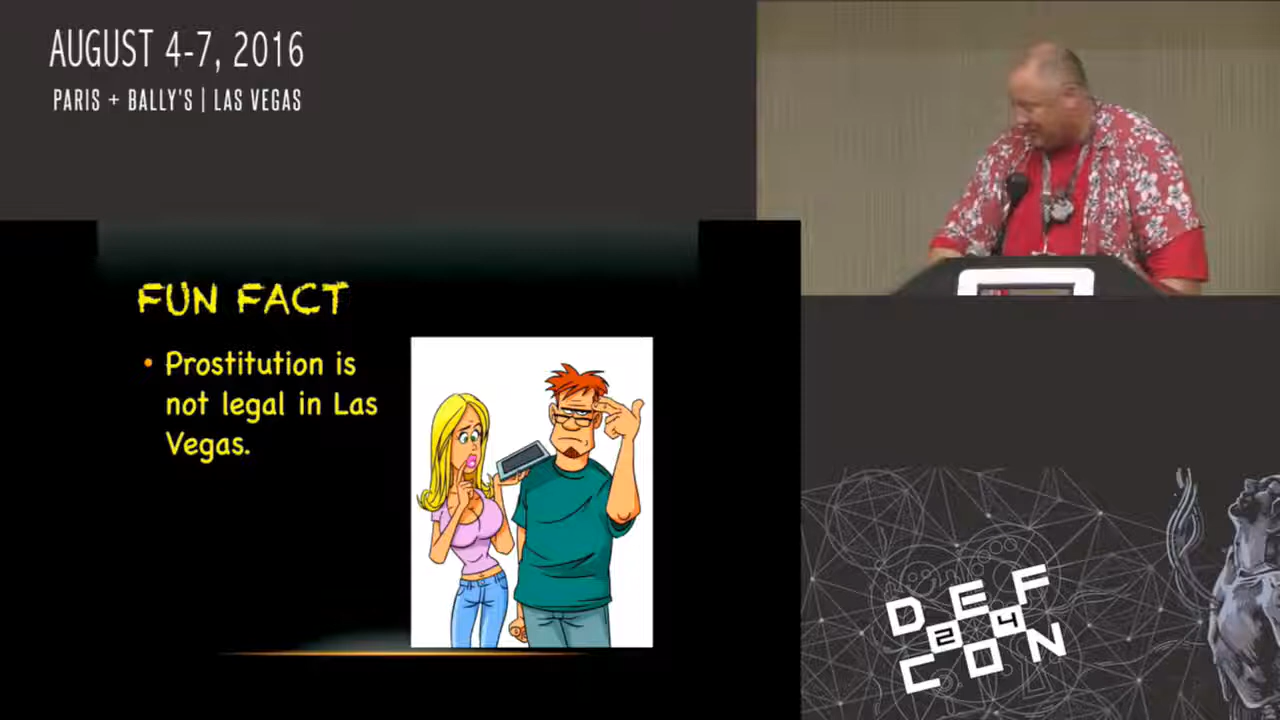 AUGUST 4-7, 2016
PARIS + BALLY'S | LAS VEGAS
FUN FACT
• Prostitution is
not legal in Las
Vegas.
DEF
24
CON